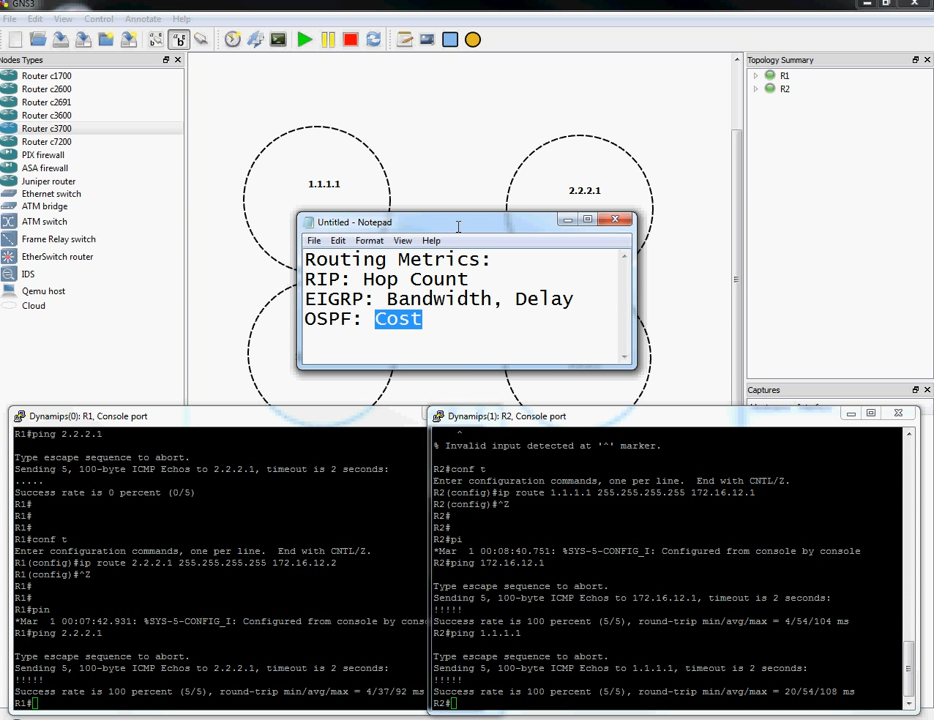 GNS3
File Edit View Control Annotate Help
Nodes Types
Router c1700
Router c2600
Router c2691
Router c3600
Router c3700
Router c7200
PIX firewall
ASA firewall
Juniper router
Ethernet switch
ATM bridge
ATM switch
Frame Relay switch
EtherSwitch router
IDS
Qemu host
Cloud
1.1.1.1
2.2.2.1
Topology Summary
R1
R2
Captures
Untitled - Notepad
File Edit Format View Help
Routing Metrics:
RIP: Hop Count
EIGRP: Bandwidth, Delay
OSPF: Cost
Dynamips(0): R1, Console port
R1#ping 2.2.2.1
Type escape sequence to abort.
Sending 5, 100-byte ICMP Echos to 2.2.2.1, timeout is 2 seconds:
.....
Success rate is 0 percent (0/5)
R1#
R1#
R1#
R1#conf t
Enter configuration commands, one per line.  End with CNTL/Z.
R1(config)#ip route 2.2.2.1 255.255.255.255 172.16.12.2
R1(config)#^Z
R1#
R1#
R1#pin
*Mar  1 00:07:42.931: %SYS-5-CONFIG_I: Configured from console by cons
R1#ping 2.2.2.1
Type escape sequence to abort.
Sending 5, 100-byte ICMP Echos to 2.2.2.1, timeout is 2 seconds:
!!!!!
Success rate is 100 percent (5/5), round-trip min/avg/max = 4/37/92 ms
R1#
Dynamips(1): R2, Console port
^
% Invalid input detected at '^' marker.
R2#conf t
Enter configuration commands, one per line.  End with CNTL/Z.
R2(config)#ip route 1.1.1.1 255.255.255.255 172.16.12.1
R2(config)#^Z
R2#
R2#
R2#pi
*Mar  1 00:08:40.751: %SYS-5-CONFIG_I: Configured from console by console
R2#ping 172.16.12.1
Type escape sequence to abort.
Sending 5, 100-byte ICMP Echos to 172.16.12.1, timeout is 2 seconds:
!!!!!
Success rate is 100 percent (5/5), round-trip min/avg/max = 4/54/104 ms
R2#ping 1.1.1.1
Type escape sequence to abort.
Sending 5, 100-byte ICMP Echos to 1.1.1.1, timeout is 2 seconds:
!!!!!
Success rate is 100 percent (5/5), round-trip min/avg/max = 20/54/108 ms
R2#